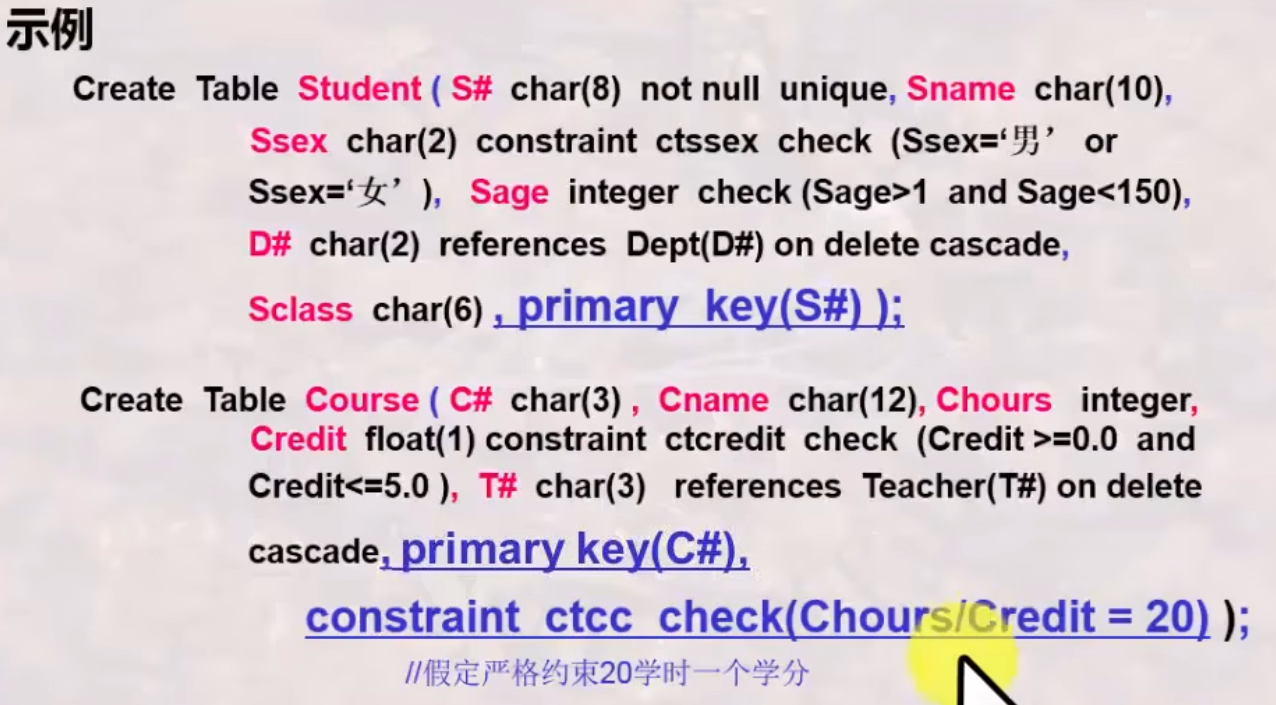 示例
Create Table Student ( S# char(8) not null unique, Sname char(10),
Ssex char(2) constraint ctssex check (Ssex=‘男’ or
Ssex=‘女’ ), Sage integer check (Sage>1 and Sage<150),
D# char(2) references Dept(D#) on delete cascade,
Sclass char(6) , primary key(S#) );
Create Table Course ( C# char(3) , Cname char(12), Chours integer,
Credit float(1) constraint ctcredit check (Credit >=0.0 and
Credit<=5.0 ), T# char(3) references Teacher(T#) on delete
cascade, primary key(C#),
constraint ctcc check(Chours/Credit = 20) );
//假定严格约束20学时一个学分